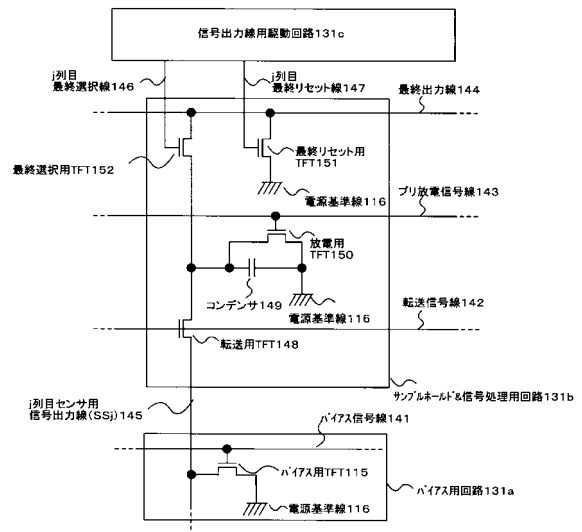 信号出力線用駆動回路131c
j列目
最終選択線146
j列目
最終リセット線147
最終出力線144
最終選択用TFT152
最終リセット用
TFT151
電源基準線116
プリ放電信号線143
放電用
TFT150
コンデンサ149
電源基準線116
転送信号線142
転送用TFT148
サンプルホールド&信号処理用回路131b
j列目センサ用
信号出力線(SSj)145
バイアス信号線141
バイアス用TFT115
電源基準線116
バイアス用回路131a